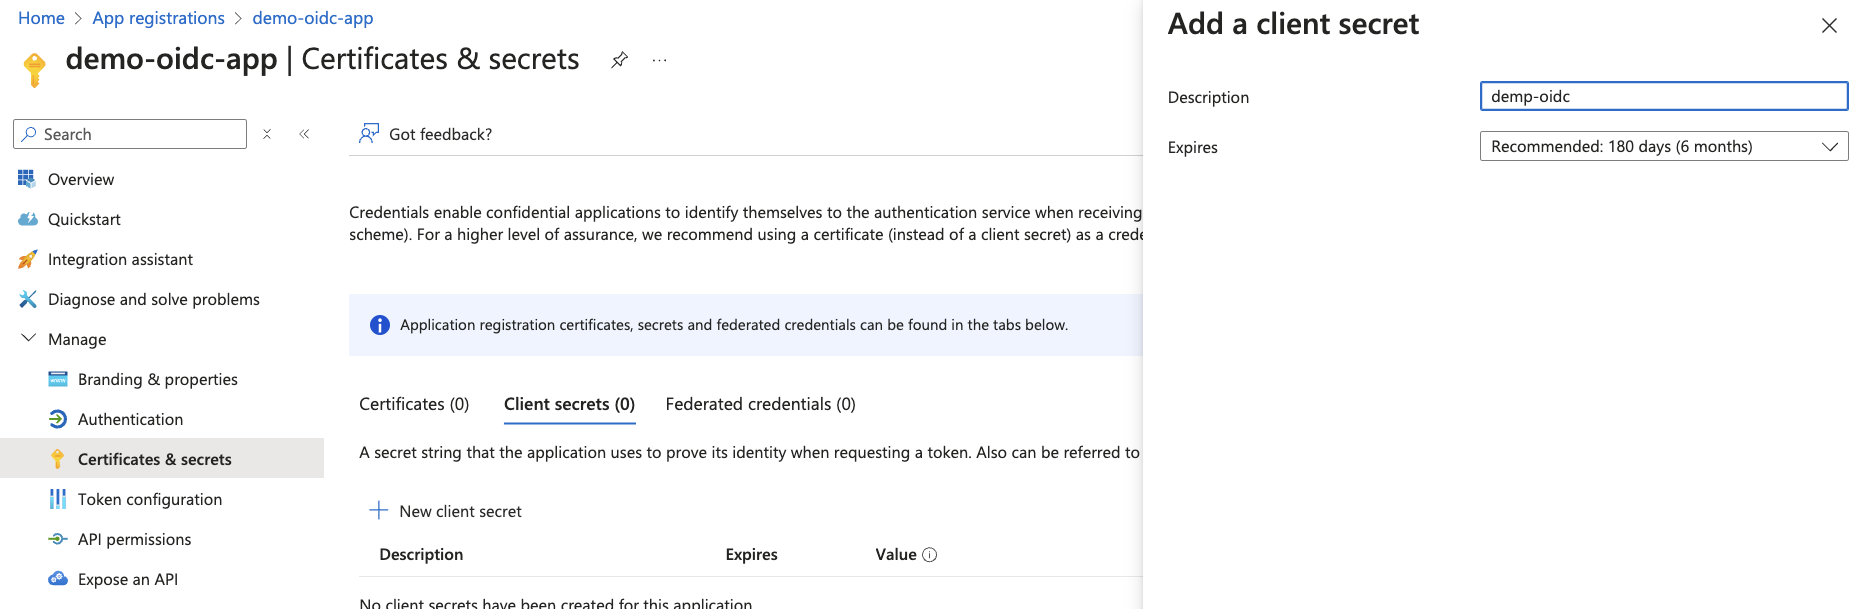 Home > App registrations > demo-oidc-app
demo-oidc-app | Certificates & secrets
Search
Overview
Quickstart
Integration assistant
Diagnose and solve problems
Manage
Branding & properties
Authentication
Certificates & secrets
Token configuration
API permissions
Expose an API
Got feedback?
Credentials enable confidential applications to identify themselves to the authentication service when receiving
scheme). For a higher level of assurance, we recommend using a certificate (instead of a client secret) as a crede
Application registration certificates, secrets and federated credentials can be found in the tabs below.
Certificates (0) Client secrets (0) Federated credentials (0)
A secret string that the application uses to prove its identity when requesting a token. Also can be referred to
New client secret
Description Expires Value
No client secrets have been created for this application.
Add a client secret
Description demp-oidc
Expires Recommended: 180 days (6 months)